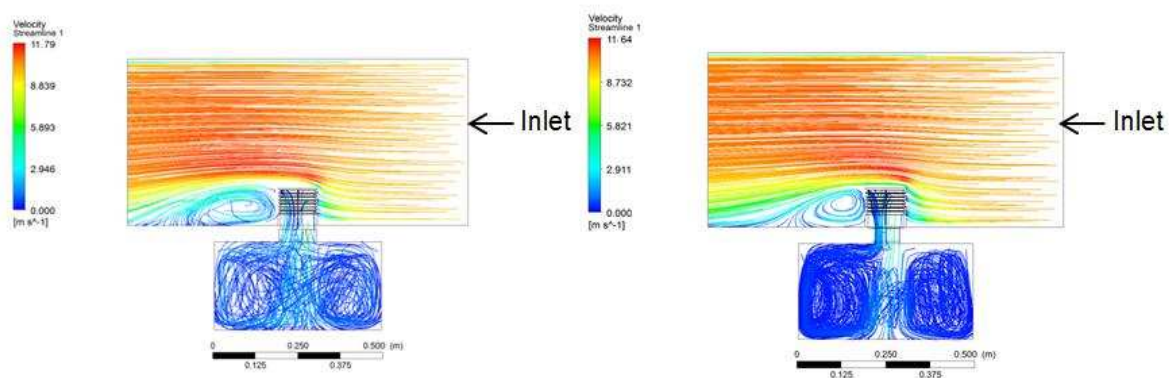 Velocity
Streamline 1
11.79
8.839
5.893
2.946
0.000
[m s^-1]
Inlet
0 0.250 0.500 (m)
0.125 0.375
Velocity
Streamline 1
11.64
8.732
5.821
2.911
0.000
[m s^-1]
Inlet
0 0.250 0.500 (m)
0.125 0.375